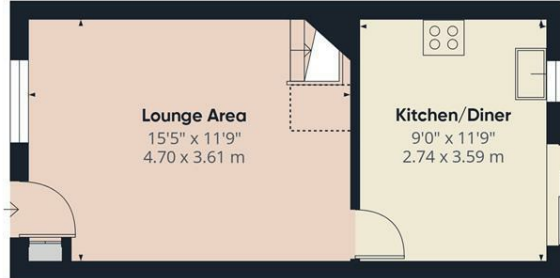 Lounge Area
15'5" x 11'9"
4.70 x 3.61 m
Kitchen/Diner
9'0" x 11'9"
2.74 x 3.59 m